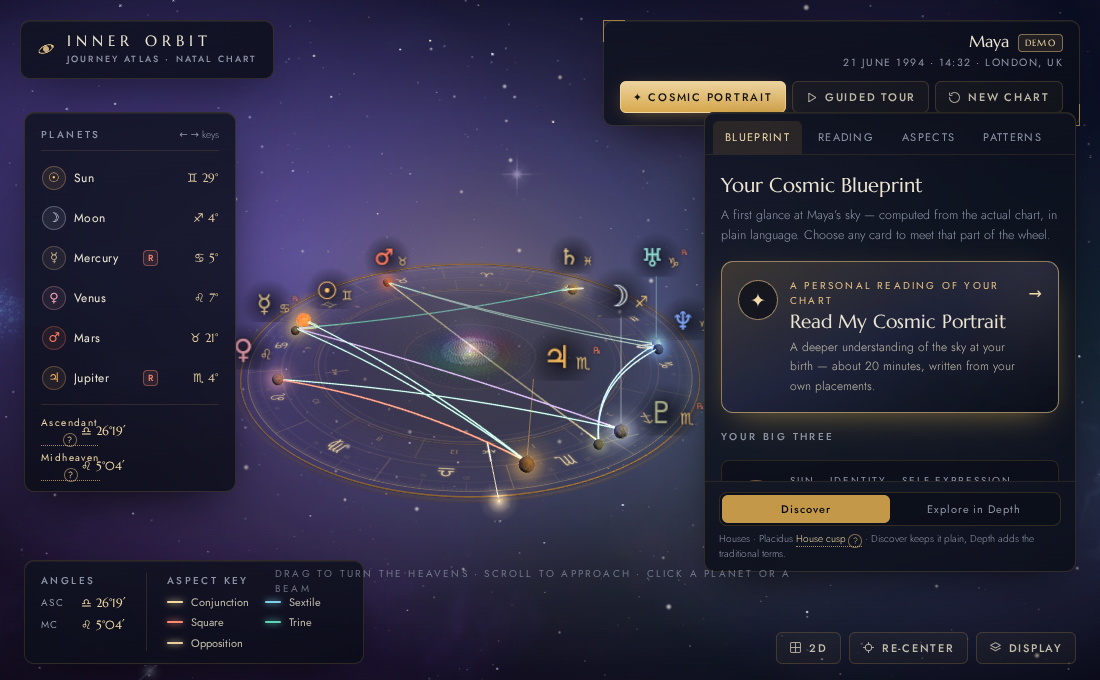 INNER ORBIT
JOURNEY ATLAS · NATAL CHART
Maya DEMO
21 JUNE 1994 · 14:32 · LONDON, UK
✦ COSMIC PORTRAIT
GUIDED TOUR
NEW CHART
PLANETS
←→ keys
☉ Sun ♊ 29°
☽ Moon ♐ 4°
☿ Mercury R ♋ 5°
♀ Venus ♌ 7°
♂ Mars ♉ 21°
♃ Jupiter R ♏ 4°
Ascendant
? ♎ 26°19′
Midheaven
? ♌ 5°04′
BLUEPRINT
READING
ASPECTS
PATTERNS
Your Cosmic Blueprint
A first glance at Maya's sky — computed from the actual chart, in
plain language. Choose any card to meet that part of the wheel.
A PERSONAL READING OF YOUR
CHART
→
Read My Cosmic Portrait
A deeper understanding of the sky at your
birth — about 20 minutes, written from your
own placements.
YOUR BIG THREE
SUN · IDENTITY · SELF EXPRESSION
Discover
Explore in Depth
Houses · Placidus House cusp ? · Discover keeps it plain, Depth adds the
traditional terms.
ANGLES
ASC ♎ 26°19′
MC ♌ 5°04′
ASPECT KEY
Conjunction
Sextile
Square
Trine
Opposition
DRAG TO TURN THE HEAVENS · SCROLL TO APPROACH · CLICK A PLANET OR A
BEAM
2D
RE-CENTER
DISPLAY